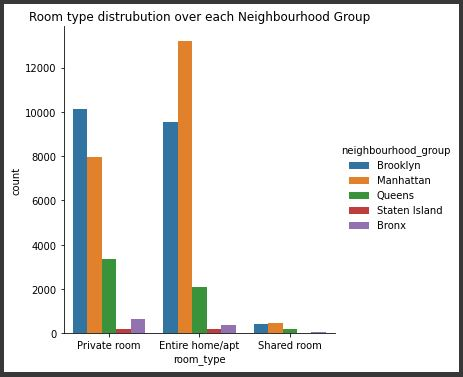 Room type distrubution over each Neighbourhood Group
12000
10000
8000
6000
4000
2000
0
count
Private room
Entire home/apt
Shared room
room_type
neighbourhood_group
Brooklyn
Manhattan
Queens
Staten Island
Bronx